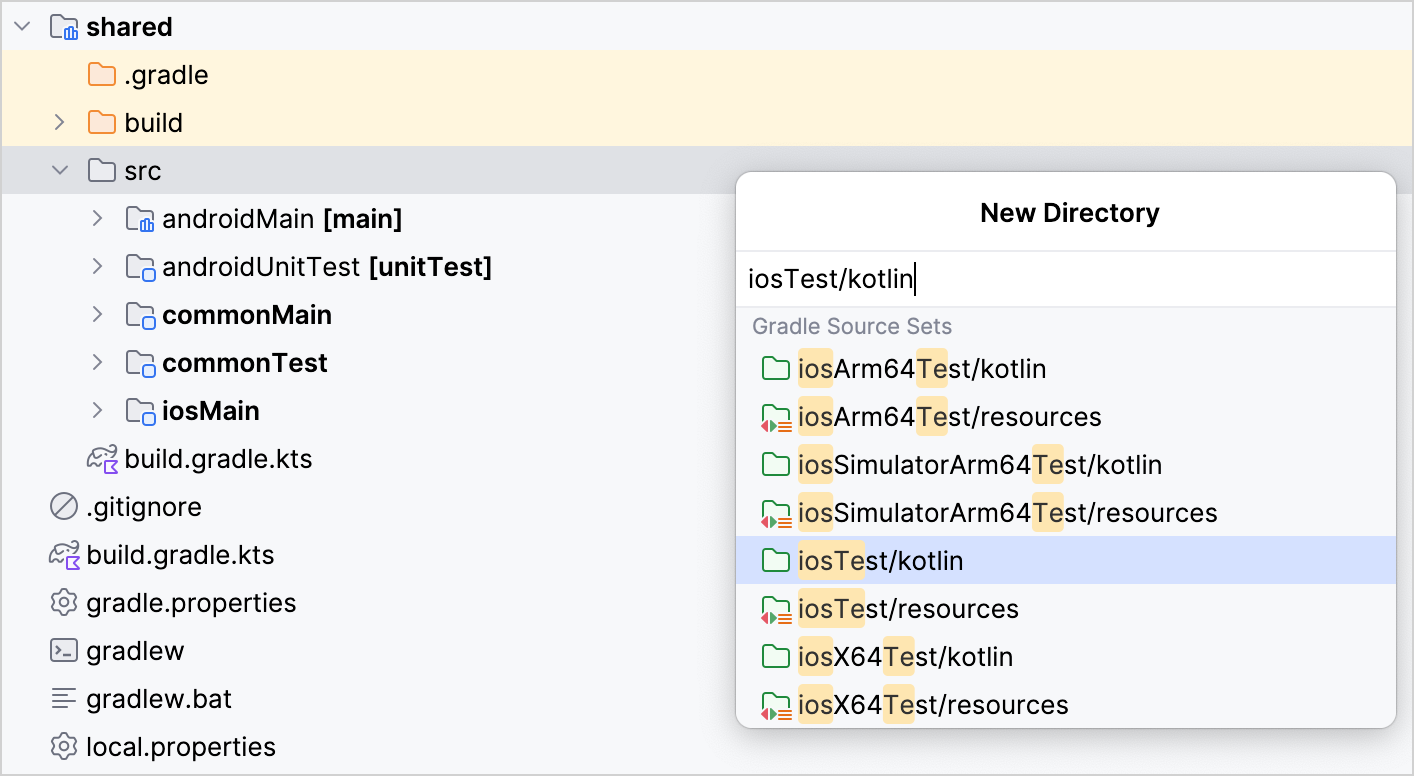 shared
.gradle
build
src
androidMain [main]
androidUnitTest [unitTest]
commonMain
commonTest
iosMain
build.gradle.kts
.gitignore
build.gradle.kts
gradle.properties
gradlew
gradlew.bat
local.properties
New Directory
iosTest/kotlin
Gradle Source Sets
iosArm64Test/kotlin
iosArm64Test/resources
iosSimulatorArm64Test/kotlin
iosSimulatorArm64Test/resources
iosTest/kotlin
iosTest/resources
iosX64Test/kotlin
iosX64Test/resources